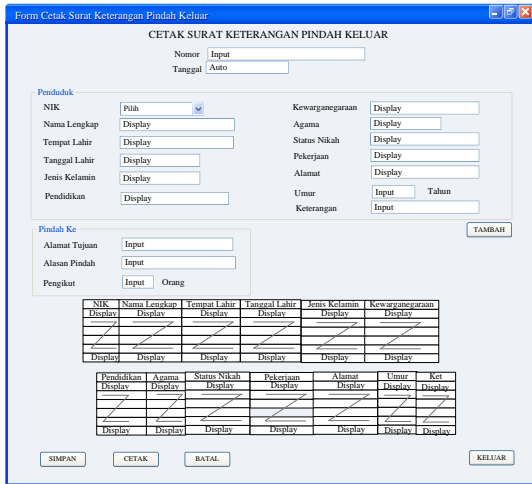 Form Cetak Surat Keterangan Pindah Keluar
CETAK SURAT KETERANGAN PINDAH KELUAR
Nomor Input
Tanggal Auto
Penduduk
NIK Pilih Kewarganegaraan Display
Nama Lengkap Display Agama Display
Tempat Lahir Display Status Nikah Display
Tanggal Lahir Display Pekerjaan Display
Jenis Kelamin Display Alamat Display
Pendidikan Display Umur Input Tahun
Keterangan Input
Pindah Ke TAMBAH
Alamat Tujuan Input
Alasan Pindah Input
Pengikut Input Orang
NIK Nama Lengkap Tempat Lahir Tanggal Lahir Jenis Kelamin Kewarganegaraan
Display Display Display Display Display Display
Display Display Display Display Display Display
Pendidikan Agama Status Nikah Pekerjaan Alamat Umur Ket
Display Display Display Display Display Display Display
Display Display Display Display Display Display Display
SIMPAN CETAK BATAL KELUAR